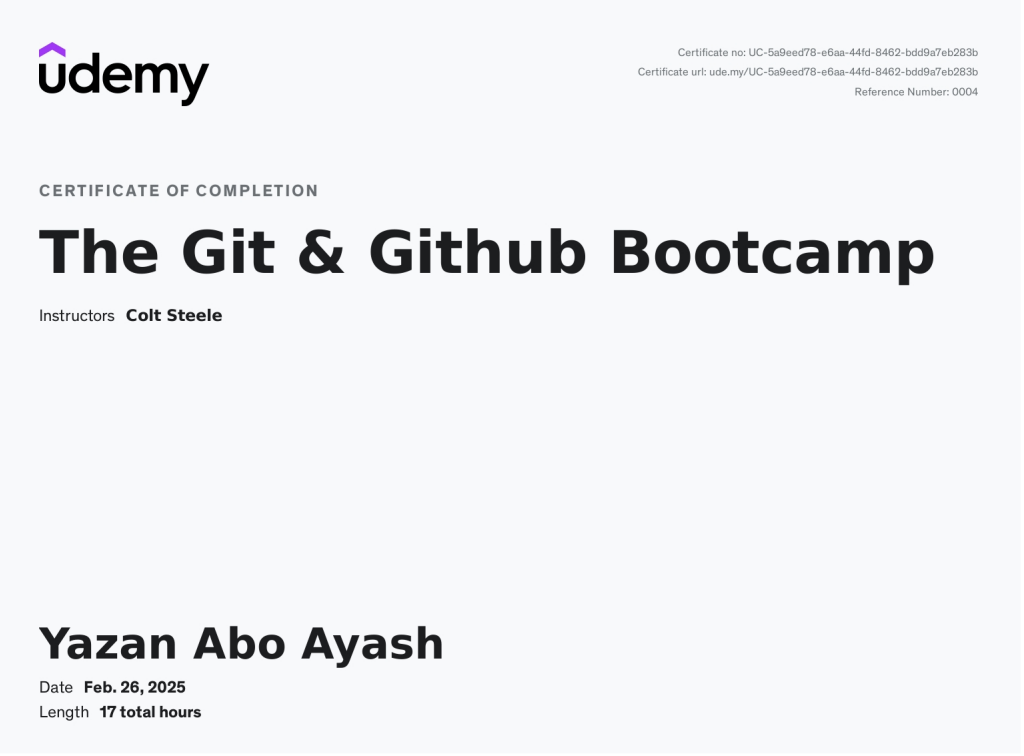 udemy
Certificate no: UC-5a9eed78-e6aa-44fd-8462-bdd9a7eb283b
Certificate url: ude.my/UC-5a9eed78-e6aa-44fd-8462-bdd9a7eb283b
Reference Number: 0004
CERTIFICATE OF COMPLETION
The Git & Github Bootcamp
Instructors Colt Steele
Yazan Abo Ayash
Date Feb. 26, 2025
Length 17 total hours